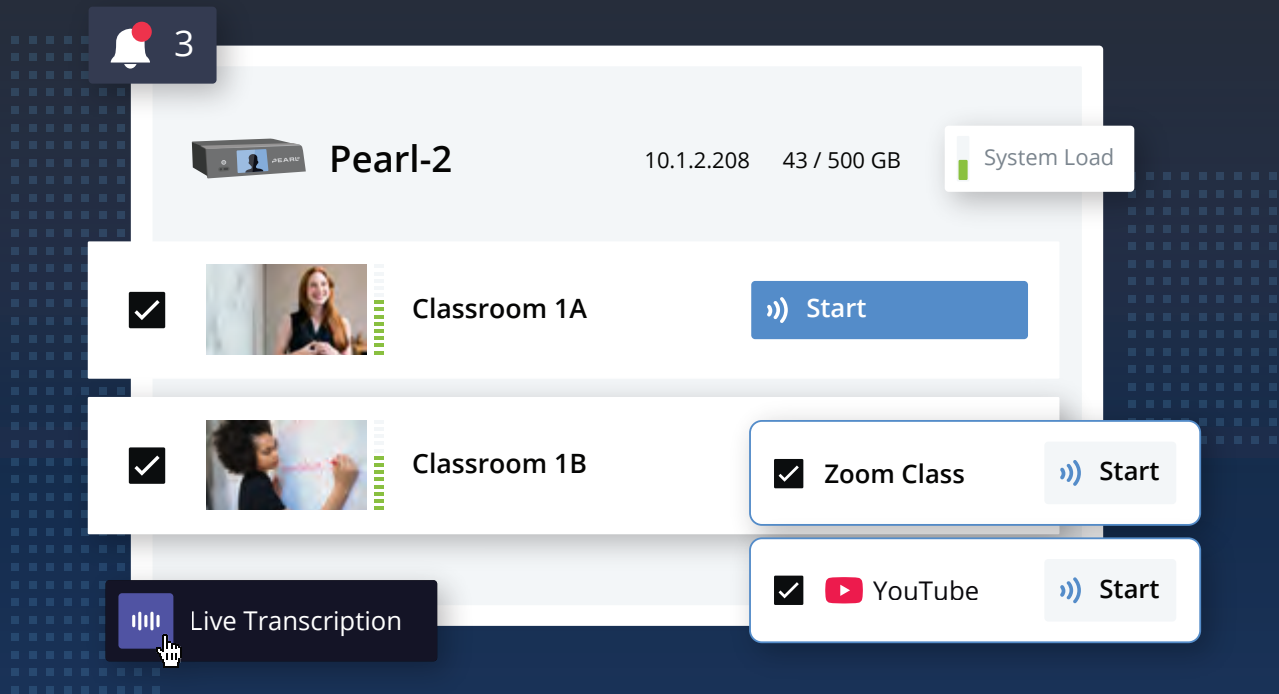 3
Pearl-2
10.1.2.208
43 / 500 GB
System Load
PEARL
Classroom 1A
Start
Classroom 1B
Zoom Class
Start
YouTube
Start
Live Transcription